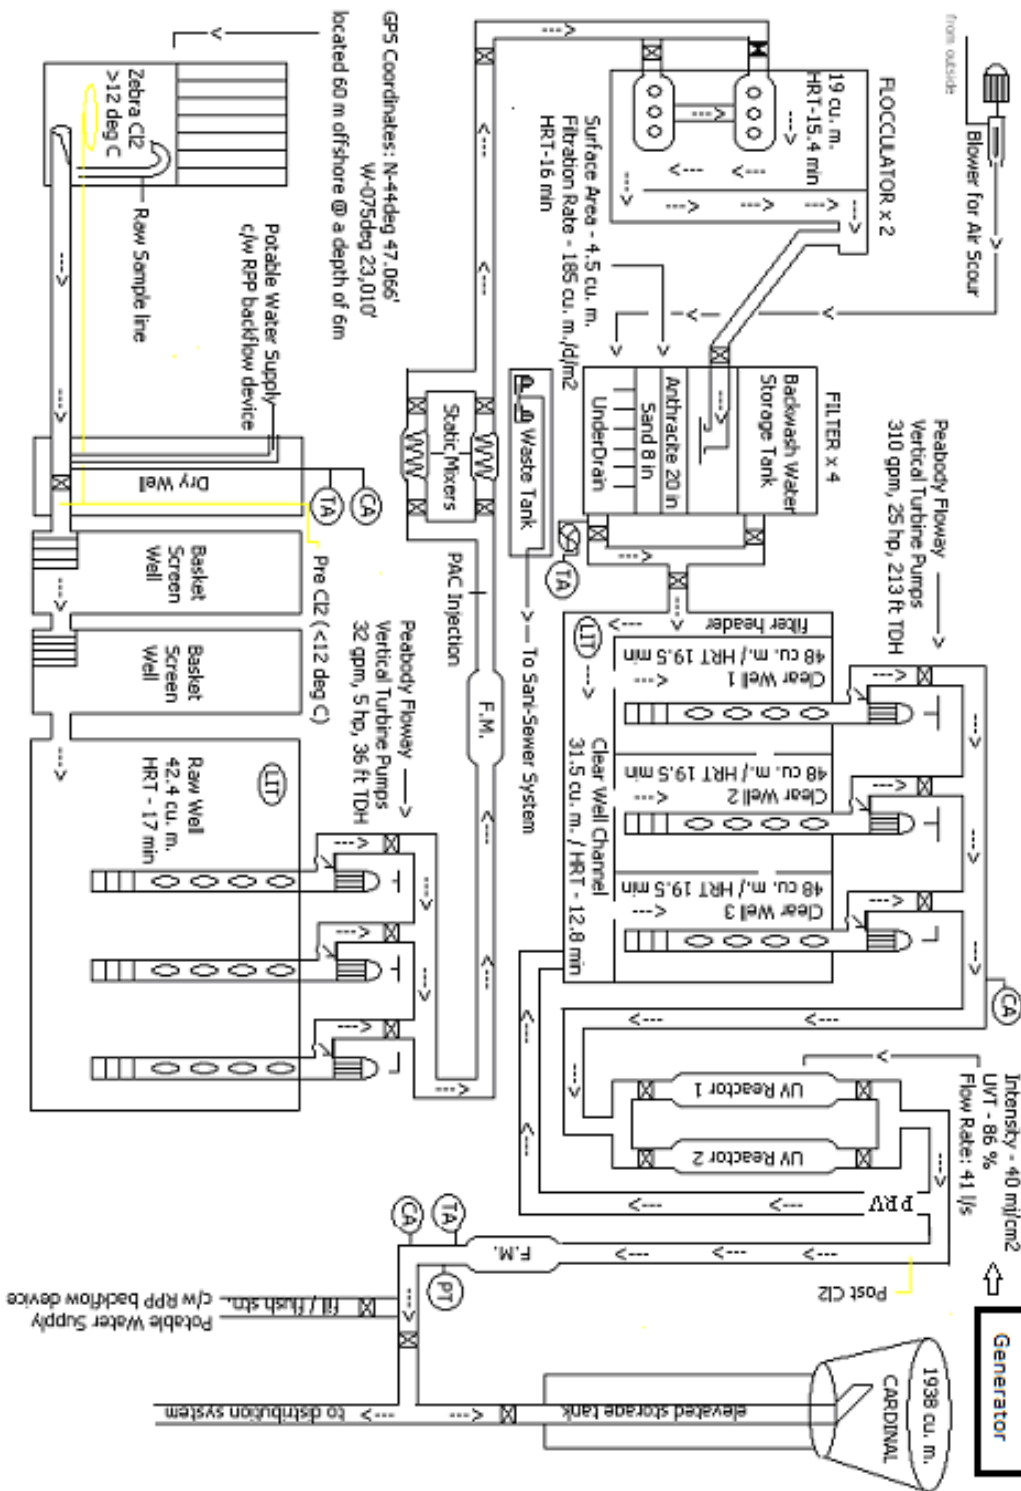 from outside
Blower for Air Scour
FLOCCULATOR x 2
19 cu. m.
HRT-15.4 min
Surface Area - 4.5 cu. m.
Filtration Rate - 185 cu. m./d/m2
HRT-16 min
GPS Coordinates: N-44deg 47.066'
W-075deg 23,010'
located 60 m offshore @ a depth of 6m
Zebra Cl2
>12 deg C
Raw Sample line
Potable Water Supply
c/w RPP backflow device
FILTER x 4
Backwash Water
Storage Tank
Anthracite 20 in
Sand 8 in
UnderDrain
Waste Tank
To Sani-Sewer System
Static Mixers
PAC Injection
F.M.
Dry Well
TA
CA
Pre Cl2 (<12 deg C)
Basket
Screen
Well
Basket
Screen
Well
Raw Well
42.4 cu. m.
HRT - 17 min
LIT
Peabody Floway
Vertical Turbine Pumps
32 gpm, 5 hp, 36 ft TDH
Peabody Floway
Vertical Turbine Pumps
310 gpm, 25 hp, 213 ft TDH
TA
filter header
LIT
Clear Well 1
48 cu. m. / HRT 19.5 min
Clear Well 2
48 cu. m. / HRT 19.5 min
Clear Well 3
48 cu. m. / HRT 19.5 min
Clear Well Channel
31.5 cu. m. / HRT - 12.8 min
CA
Intensity - 40 mj/cm2
UVT - 86 %
Flow Rate: 41 l/s
UV Reactor 1
UV Reactor 2
PRV
F.M.
TA
CA
PT
Post Cl2
fill / flush stn.
Potable Water Supply
c/w RPP backflow device
to distribution system
elevated storage tank
CARDINAL
1938 cu. m.
Generator